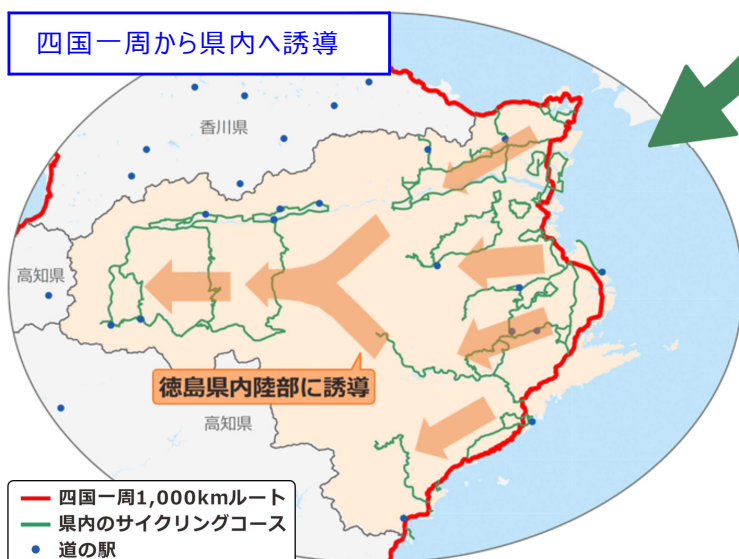 四国一周から県内へ誘導
香川県
高知県
徳島県内陸部に誘導
高知県
四国一周1,000kmルート
県内のサイクリングコース
道の駅